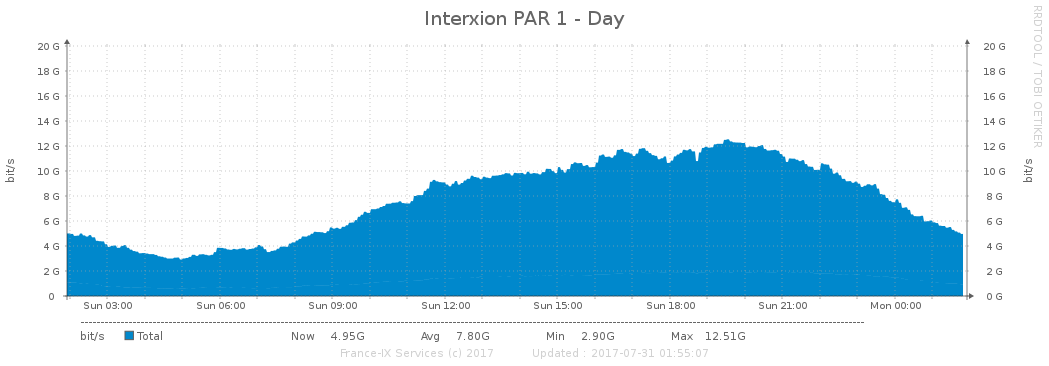 Interxion PAR 1 - Day
RRDTOOL / TOBI OETIKER
bit/s
20 G
18 G
16 G
14 G
12 G
10 G
8 G
6 G
4 G
2 G
0
20 G
18 G
16 G
14 G
12 G
10 G
8 G
6 G
4 G
2 G
0 G
bit/s
Sun 03:00 Sun 06:00 Sun 09:00 Sun 12:00 Sun 15:00 Sun 18:00 Sun 21:00 Mon 00:00
bit/s Total Now 4.95G Avg 7.80G Min 2.90G Max 12.51G
France-IX Services (c) 2017 Updated : 2017-07-31 01:55:07